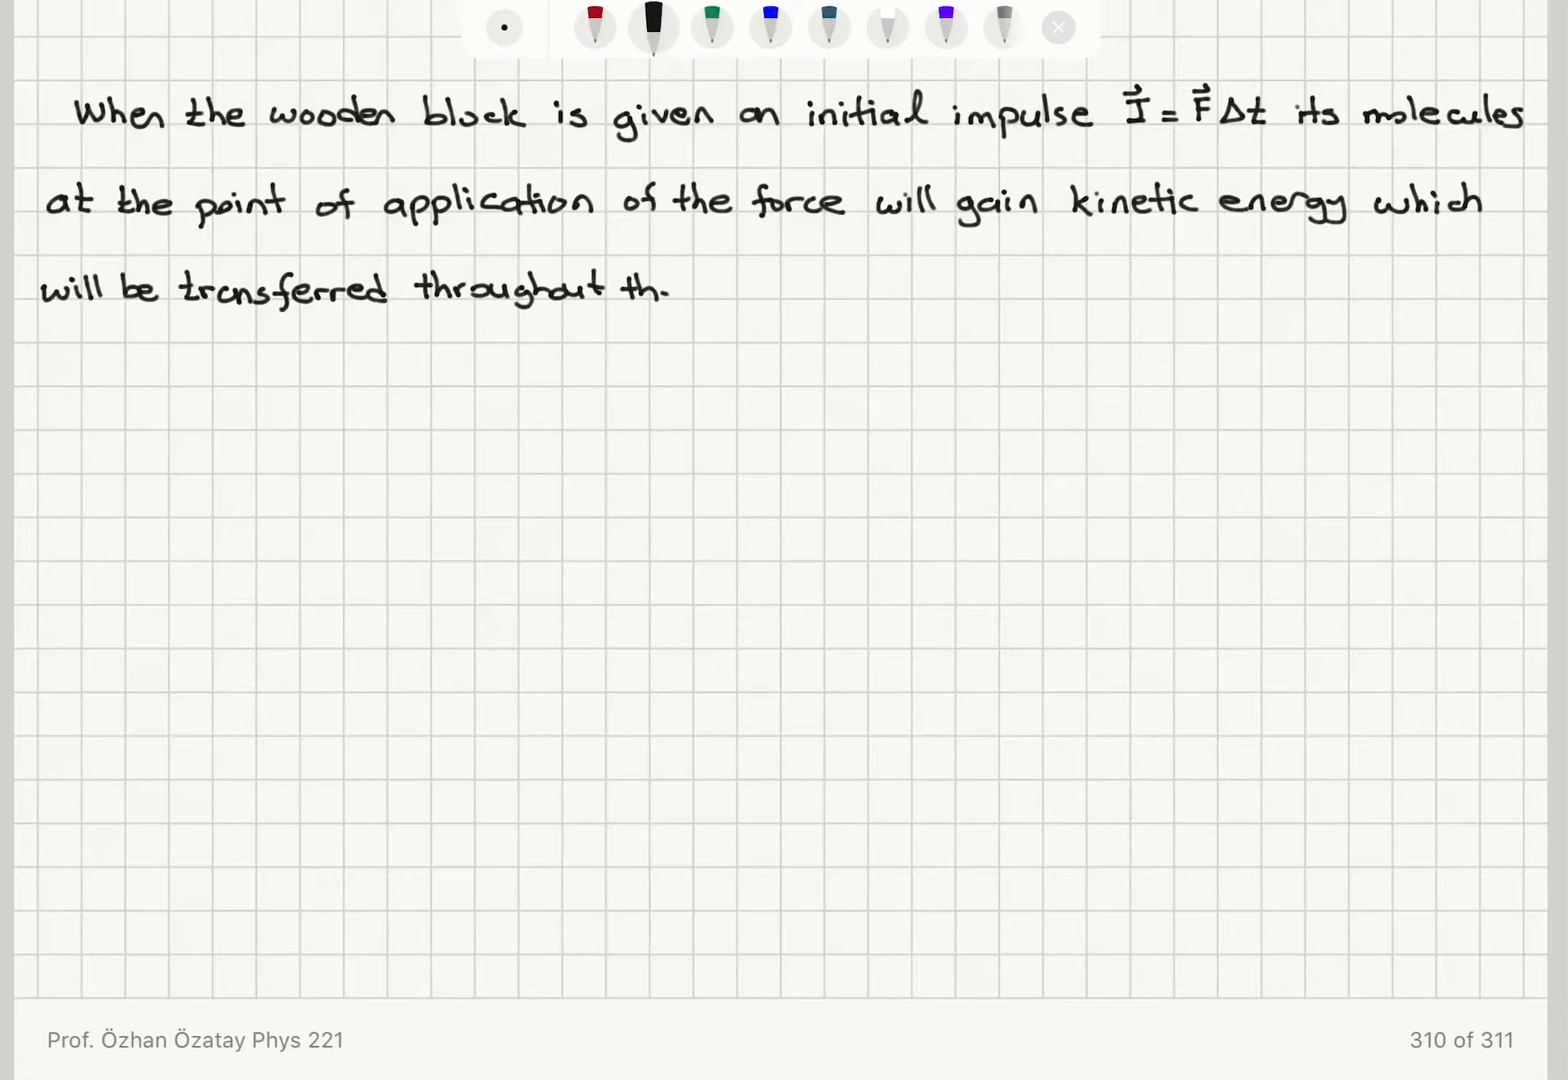 When the wooden block is given an initial impulse I⃗ = F⃗ Δt its molecules
at the point of application of the force will gain kinetic energy which
will be transferred throughout th
Prof. Özhan Özatay Phys 221
310 of 311